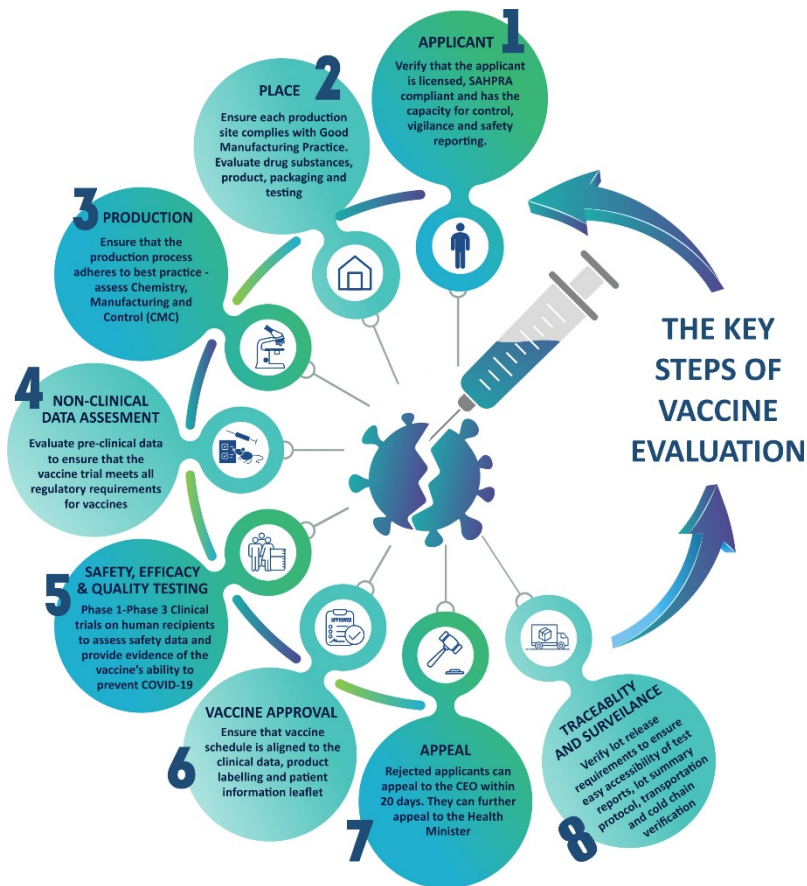 1
APPLICANT
Verify that the applicant
is licensed, SAHPRA
compliant and has the
capacity for control,
vigilance and safety
reporting.
2
PLACE
Ensure each production
site complies with Good
Manufacturing Practice.
Evaluate drug substances,
product, packaging and
testing
3
PRODUCTION
Ensure that the
production process
adheres to best practice -
assess Chemistry,
Manufacturing and
Control (CMC)
4
NON-CLINICAL
DATA ASSESMENT
Evaluate pre-clinical data
to ensure that the
vaccine trial meets all
regulatory requirements
for vaccines
5
SAFETY, EFFICACY
& QUALITY TESTING
Phase 1-Phase 3 Clinical
trials on human recipients
to assess safety data and
provide evidence of the
vaccine's ability to
prevent COVID-19
6
APPROVED
VACCINE APPROVAL
Ensure that vaccine
schedule is aligned to the
clinical data, product
labelling and patient
information leaflet
7
APPEAL
Rejected applicants can
appeal to the CEO within
20 days. They can further
appeal to the Health
Minister
8
TRACEABILITY
AND SURVEILANCE
Verify lot release
requirements to ensure
easy accessibility of test
reports, lot summary
protocol, transportation
and cold chain
verification
THE KEY
STEPS OF
VACCINE
EVALUATION